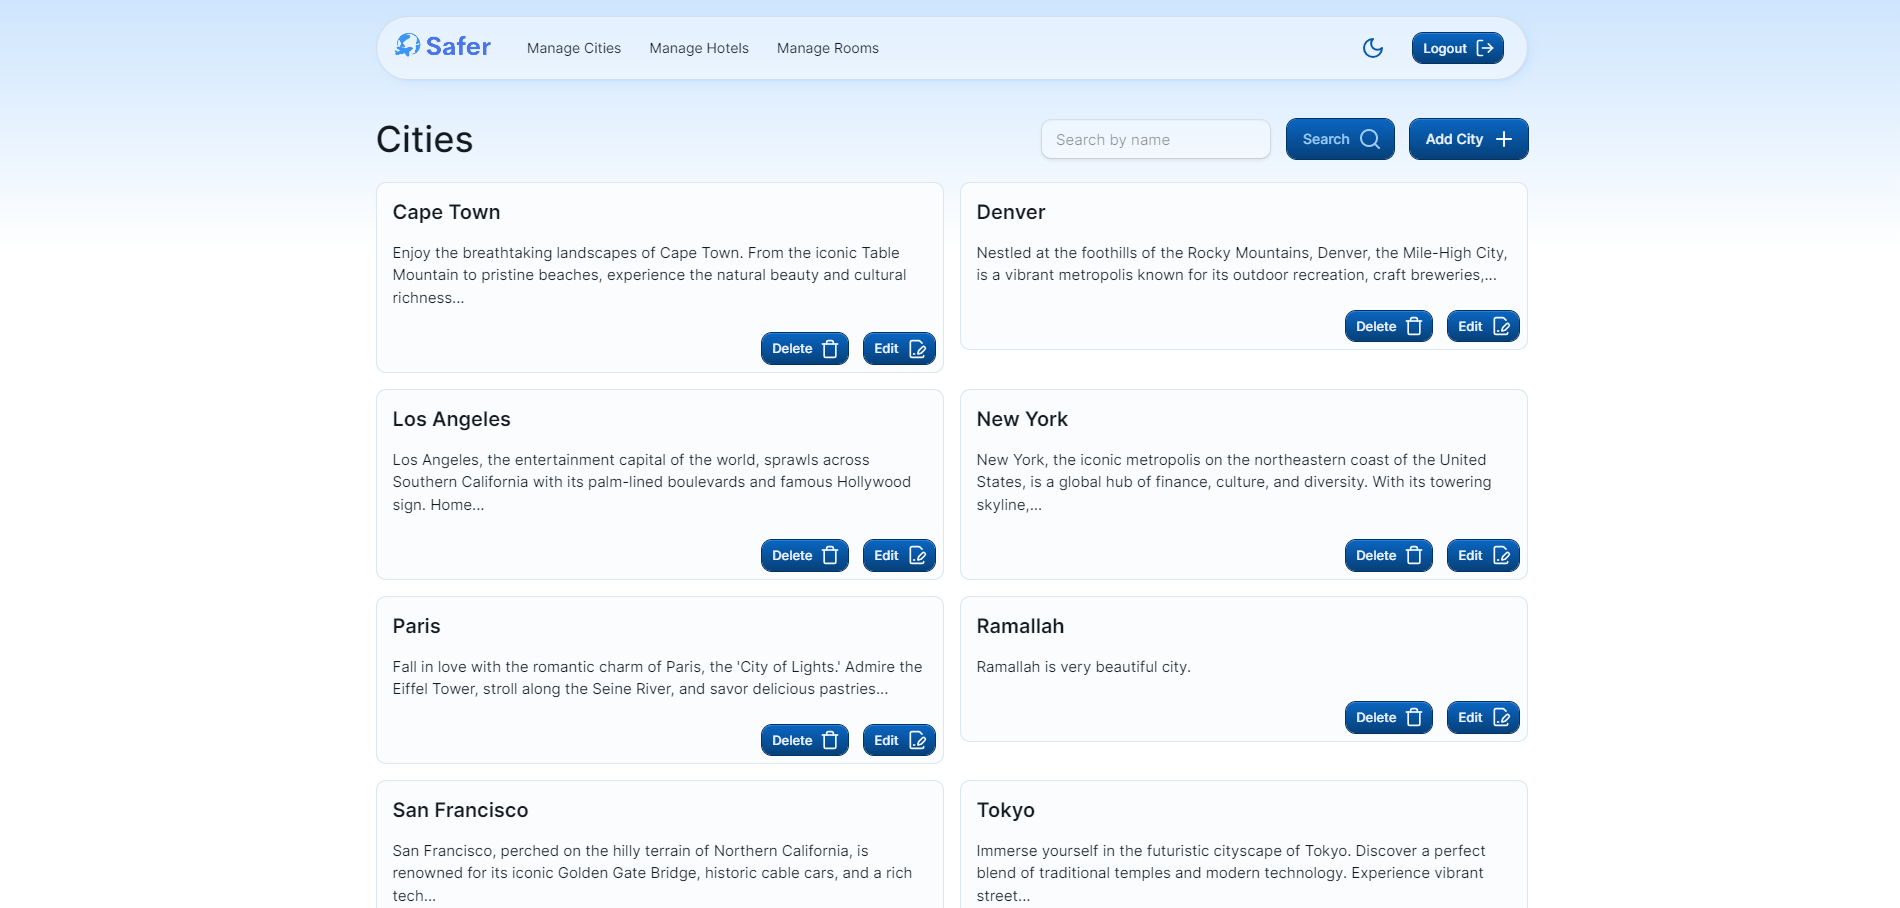 Safer
Manage Cities
Manage Hotels
Manage Rooms
Logout
Cities
Search by name
Search
Add City
Cape Town
Enjoy the breathtaking landscapes of Cape Town. From the iconic Table
Mountain to pristine beaches, experience the natural beauty and cultural
richness...
Delete
Edit
Denver
Nestled at the foothills of the Rocky Mountains, Denver, the Mile-High City,
is a vibrant metropolis known for its outdoor recreation, craft breweries,...
Delete
Edit
Los Angeles
Los Angeles, the entertainment capital of the world, sprawls across
Southern California with its palm-lined boulevards and famous Hollywood
sign. Home...
Delete
Edit
New York
New York, the iconic metropolis on the northeastern coast of the United
States, is a global hub of finance, culture, and diversity. With its towering
skyline,...
Delete
Edit
Paris
Fall in love with the romantic charm of Paris, the 'City of Lights.' Admire the
Eiffel Tower, stroll along the Seine River, and savor delicious pastries...
Delete
Edit
Ramallah
Ramallah is very beautiful city.
Delete
Edit
San Francisco
San Francisco, perched on the hilly terrain of Northern California, is
renowned for its iconic Golden Gate Bridge, historic cable cars, and a rich
tech...
Tokyo
Immerse yourself in the futuristic cityscape of Tokyo. Discover a perfect
blend of traditional temples and modern technology. Experience vibrant
street...